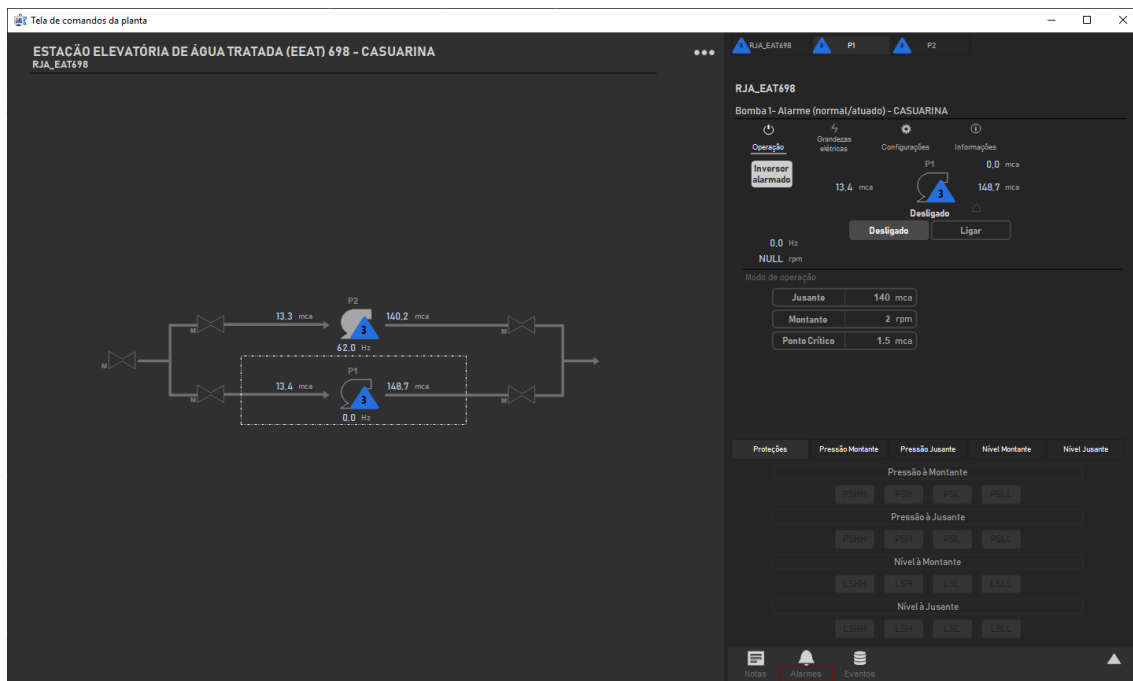 Tela de comandos da planta
ESTAÇÃO ELEVATÓRIA DE ÁGUA TRATADA (EEAT) 698 - CASUARINA
RJA_EAT698
P2
13,3 mca
140,2 mca
M
M
3
62,0 Hz
M
P1
13,4 mca
148,7 mca
M
M
3
0,0 Hz
RJA_EAT698 P1 P2
RJA_EAT698
Bomba 1- Alarme (normal/atuado) - CASUARINA
Operação
Grandezas elétricas
Configurações
Informações
Inversor
alarmado
P1
0,0 mca
13,4 mca
148,7 mca
3
Desligado
Desligado Ligar
0,0 Hz
NULL rpm
Modo de operação
Jusante 140 mca
Montante 2 rpm
Ponto Crítico 1.5 mca
Proteções Pressão Montante Pressão Jusante Nível Montante Nível Jusante
Pressão à Montante
PSHH PSH PSL PSLL
Pressão à Jusante
PSHH PSH PSL PSLL
Nível à Montante
LSHH LSH LSL LSLL
Nível à Jusante
LSHH LSH LSL LSLL
Notas Alarmes Eventos